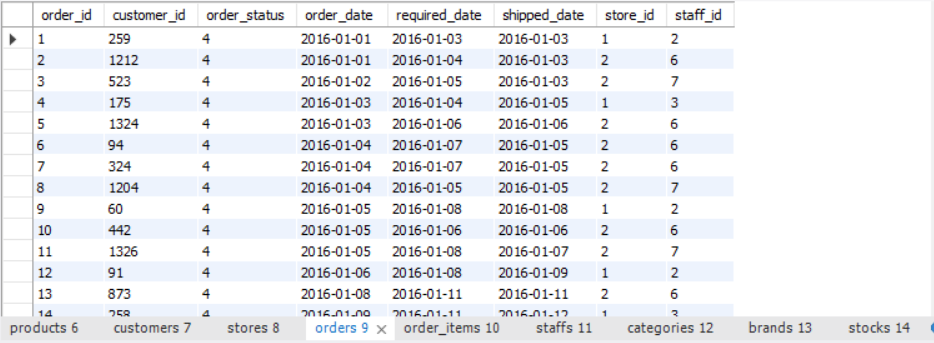 order_id customer_id order_status order_date required_date shipped_date store_id staff_id
1 259 4 2016-01-01 2016-01-03 2016-01-03 1 2
2 1212 4 2016-01-01 2016-01-04 2016-01-03 2 6
3 523 4 2016-01-02 2016-01-05 2016-01-03 2 7
4 175 4 2016-01-03 2016-01-04 2016-01-05 1 3
5 1324 4 2016-01-03 2016-01-06 2016-01-06 2 6
6 94 4 2016-01-04 2016-01-07 2016-01-05 2 6
7 324 4 2016-01-04 2016-01-07 2016-01-05 2 6
8 1204 4 2016-01-04 2016-01-05 2016-01-05 2 7
9 60 4 2016-01-05 2016-01-08 2016-01-08 1 2
10 442 4 2016-01-05 2016-01-06 2016-01-06 2 6
11 1326 4 2016-01-05 2016-01-08 2016-01-07 2 7
12 91 4 2016-01-06 2016-01-08 2016-01-09 1 2
13 873 4 2016-01-08 2016-01-11 2016-01-11 2 6
14 258 4 2016-01-09 2016-01-11 2016-01-12 1 3
products 6 customers 7 stores 8 orders 9 order_items 10 staffs 11 categories 12 brands 13 stocks 14